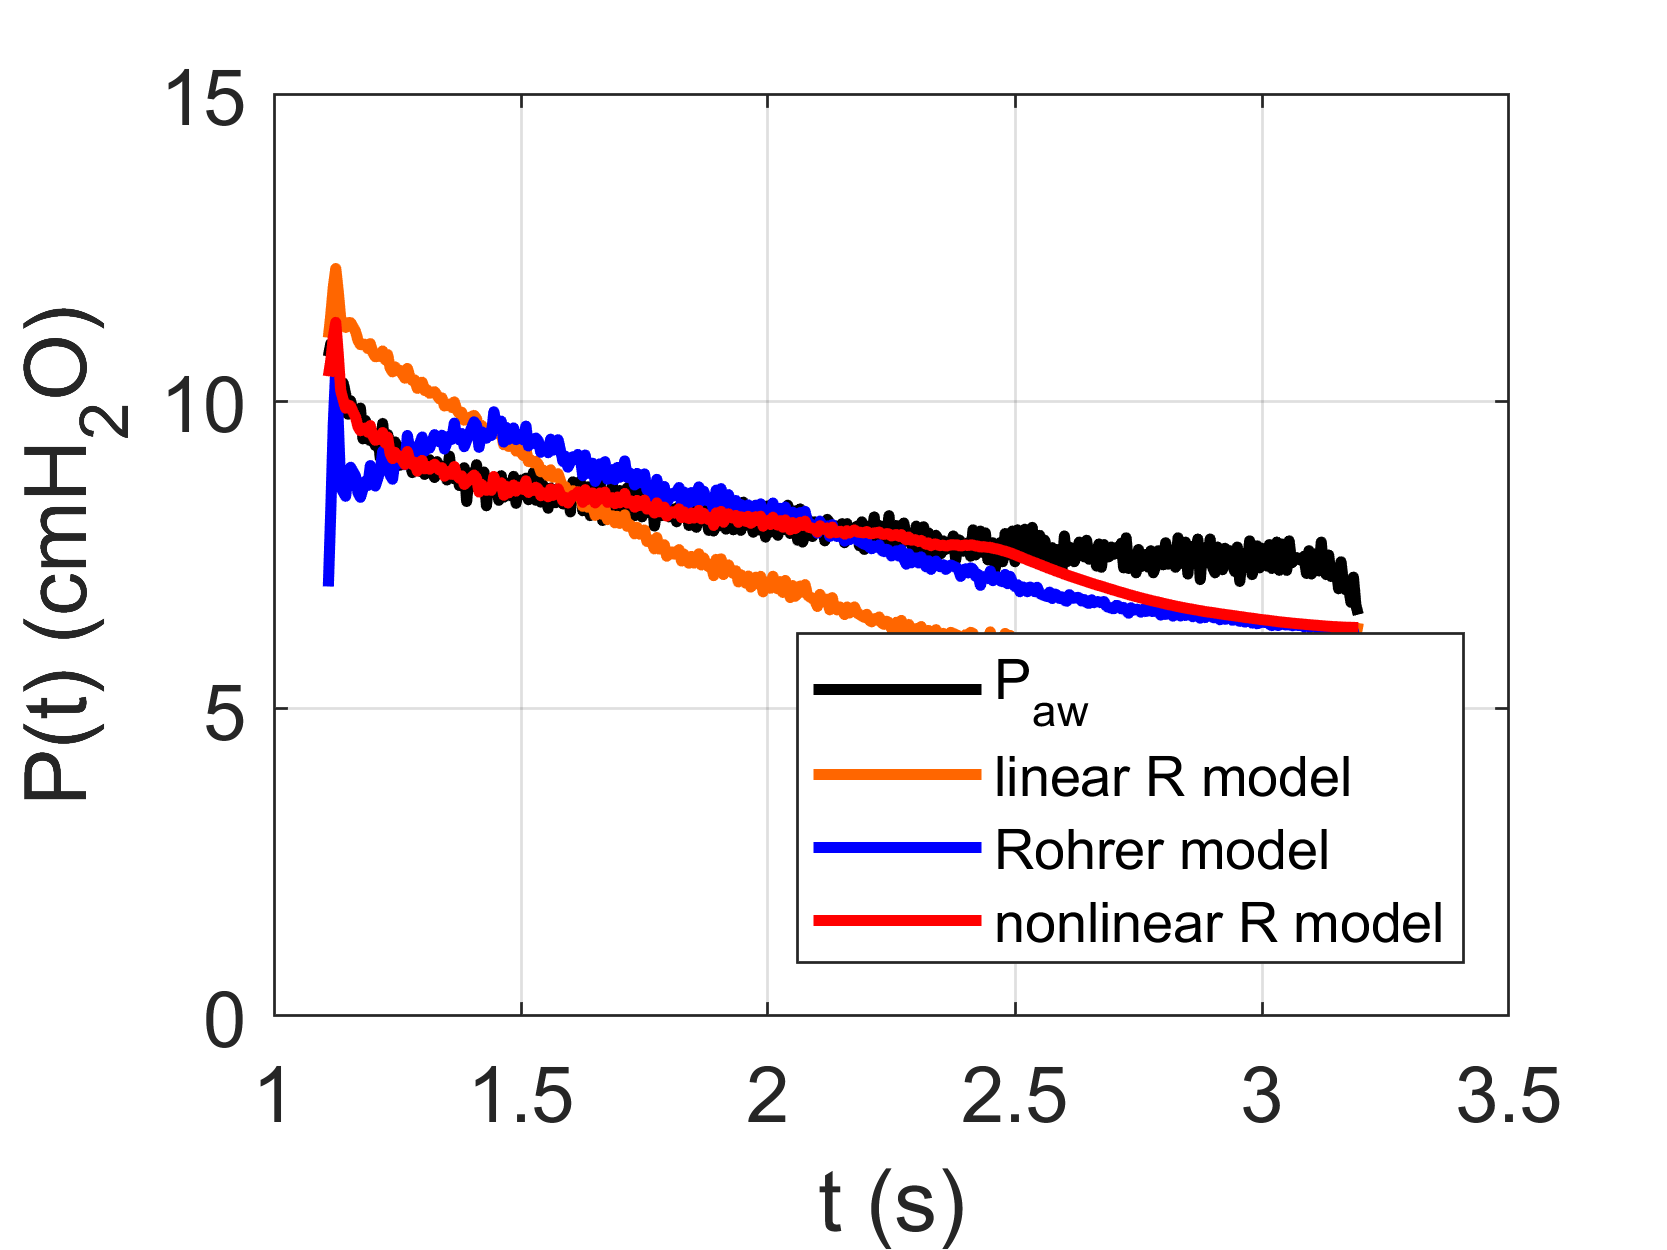 P(t) (cmH2O)
15
10
5
0
1 1.5 2 2.5 3 3.5
t (s)
Paw
linear R model
Rohrer model
nonlinear R model